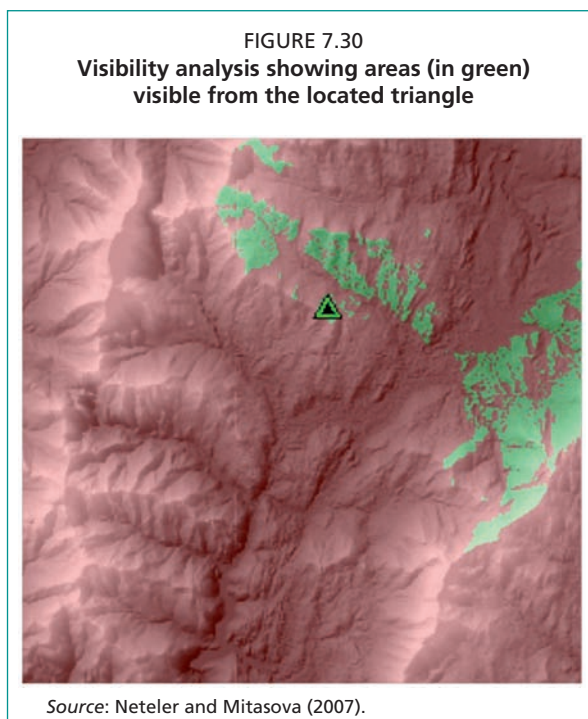 FIGURE 7.30
Visibility analysis showing areas (in green)
visible from the located triangle
Source: Neteler and Mitasova (2007).